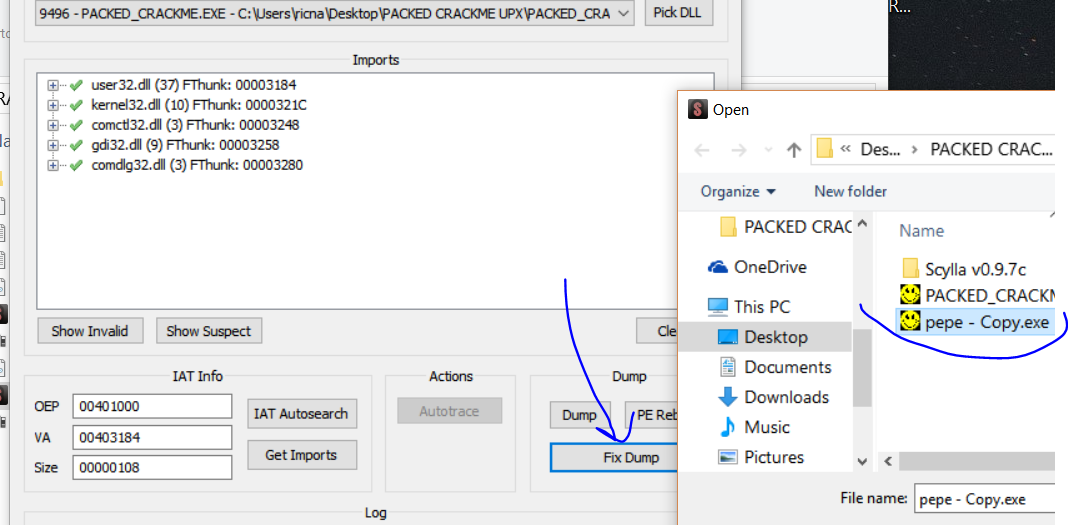 9496 - PACKED_CRACKME.EXE - C:\Users\ricna\Desktop\PACKED CRACKME UPX\PACKED_CRA
Pick DLL
R...
Imports
user32.dll (37) FThunk: 00003184
kernel32.dll (10) FThunk: 0000321C
comctl32.dll (3) FThunk: 00003248
gdi32.dll (9) FThunk: 00003258
comdlg32.dll (3) FThunk: 00003280
Show Invalid
Show Suspect
Cle
IAT Info
OEP 00401000
VA 00403184
Size 00000108
IAT Autosearch
Get Imports
Actions
Autotrace
Dump
Dump
PE Reb
Fix Dump
Log
Open
« Des... › PACKED CRAC...
Organize
New folder
PACKED CRAC
OneDrive
This PC
Desktop
Documents
Downloads
Music
Pictures
Name
Scylla v0.9.7c
PACKED_CRACKM
pepe - Copy.exe
File name: pepe - Copy.exe